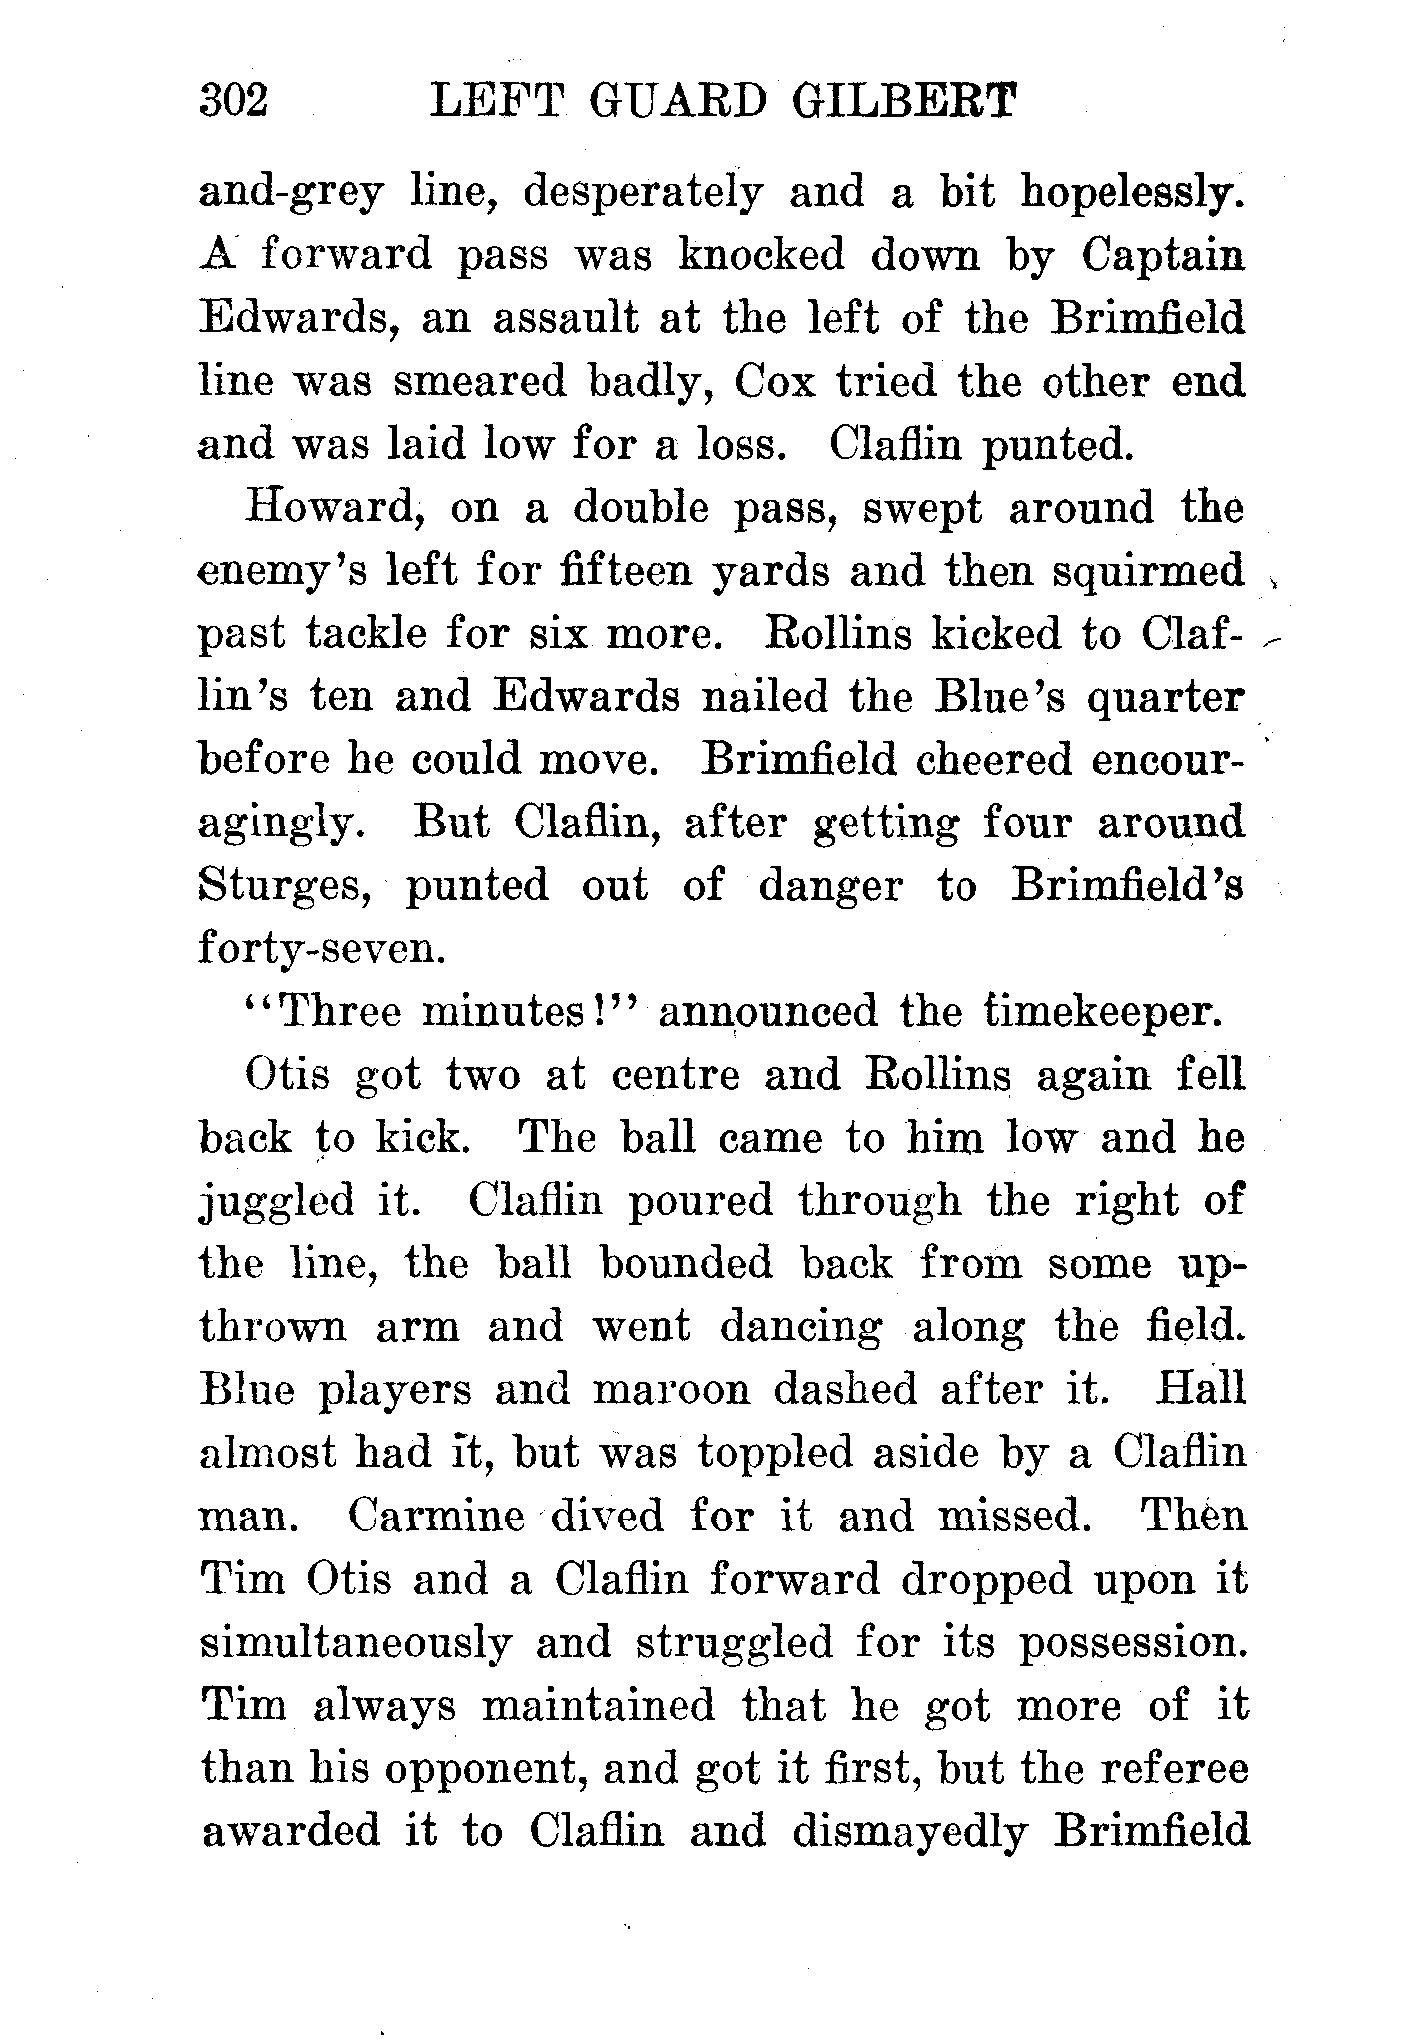 302 LEFT GUARD GILBERT
and-grey line, desperately and a bit hopelessly.
A forward pass was knocked down by Captain
Edwards, an assault at the left of the Brimfield
line was smeared badly, Cox tried the other end
and was laid low for a loss. Claflin punted.
Howard, on a double pass, swept around the
enemy's left for fifteen yards and then squirmed
past tackle for six more. Rollins kicked to Claf-
lin's ten and Edwards nailed the Blue's quarter
before he could move. Brimfield cheered encour-
agingly. But Claflin, after getting four around
Sturges, punted out of danger to Brimfield's
forty-seven.
"Three minutes!" announced the timekeeper.
Otis got two at centre and Rollins again fell
back to kick. The ball came to him low and he
juggled it. Claflin poured through the right of
the line, the ball bounded back from some up-
thrown arm and went dancing along the field.
Blue players and maroon dashed after it. Hall
almost had it, but was toppled aside by a Claflin
man. Carmine dived for it and missed. Then
Tim Otis and a Claflin forward dropped upon it
simultaneously and struggled for its possession.
Tim always maintained that he got more of it
than his opponent, and got it first, but the referee
awarded it to Claflin and dismayedly Brimfield